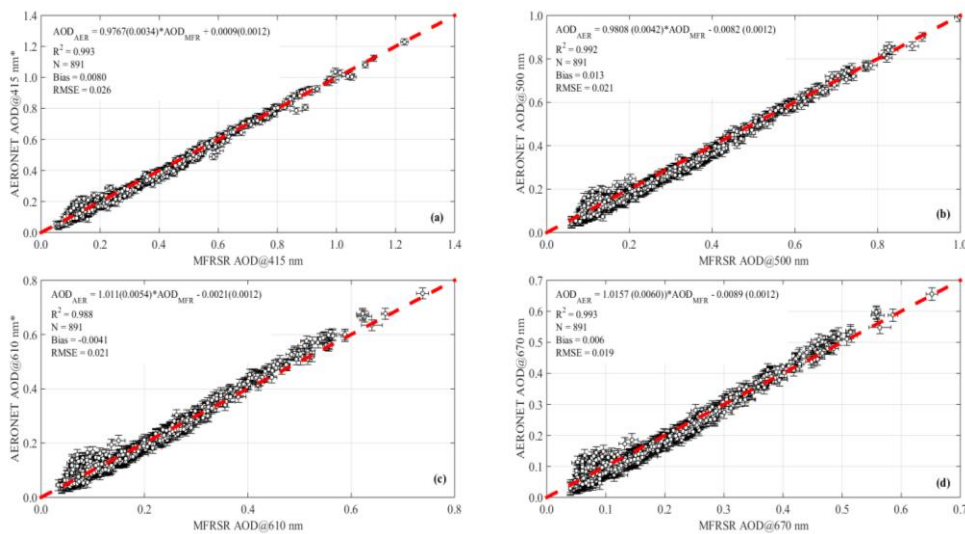 AOD_AER = 0.9767(0.0034)*AOD_MFR + 0.0009(0.0012)
R² = 0.993
N = 891
Bias = 0.0080
RMSE = 0.026
AERONET AOD@415 nm*
1.4
1.2
1.0
0.8
0.6
0.4
0.2
0.0
(a)
0.0 0.2 0.4 0.6 0.8 1.0 1.2 1.4
MFRSR AOD@415 nm
AOD_AER = 0.9808 (0.0042)*AOD_MFR - 0.0082 (0.0012)
R² = 0.992
N = 891
Bias = 0.013
RMSE = 0.021
AERONET AOD@500 nm
1.0
0.8
0.6
0.4
0.2
0.0
(b)
0.0 0.2 0.4 0.6 0.8 1.0
MFRSR AOD@500 nm
AOD_AER = 1.011(0.0054)*AOD_MFR - 0.0021(0.0012)
R² = 0.988
N = 891
Bias = -0.0041
RMSE = 0.021
AERONET AOD@610 nm*
0.8
0.6
0.4
0.2
0.0
(c)
0.0 0.2 0.4 0.6 0.8
MFRSR AOD@610 nm
AOD_AER = 1.0157 (0.0060))*AOD_MFR - 0.0089 (0.0012)
R² = 0.993
N = 891
Bias = 0.006
RMSE = 0.019
AERONET AOD@670 nm
0.7
0.6
0.5
0.4
0.3
0.2
0.1
0.0
(d)
0.0 0.1 0.2 0.3 0.4 0.5 0.6 0.7
MFRSR AOD@670 nm